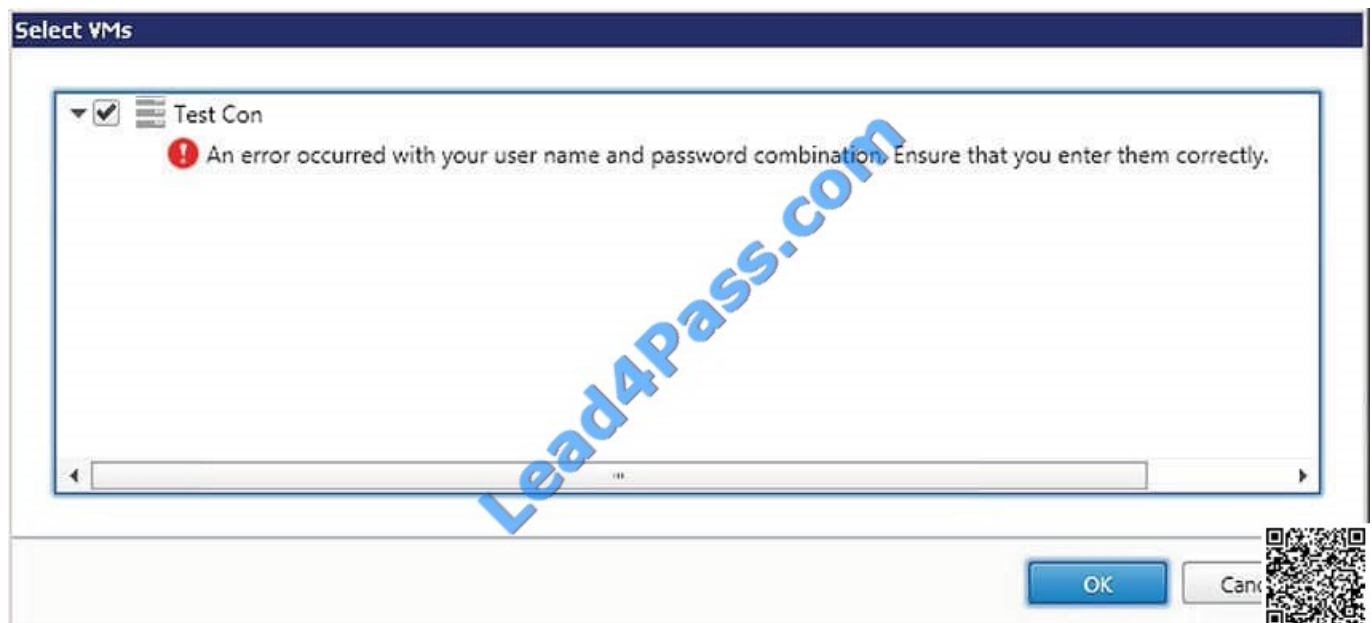 Select VMs
Test Con
An error occurred with your user name and password combination. Ensure that you enter them correctly.
Lead4Pass.com
OK
Canc